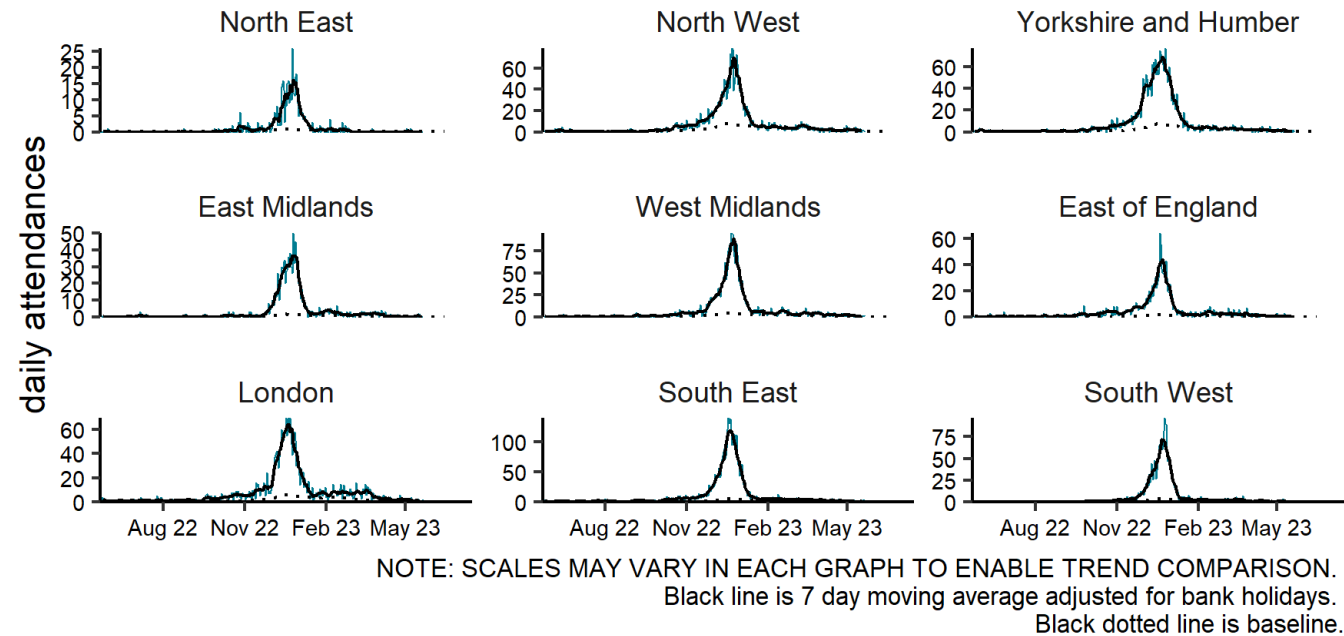 North East
North West
Yorkshire and Humber
25
20
15
10
5
0
60
40
20
0
60
40
20
0
daily attendances
East Midlands
West Midlands
East of England
50
40
30
20
10
0
75
50
25
0
60
40
20
0
London
South East
South West
60
40
20
0
100
50
0
75
50
25
0
Aug 22 Nov 22 Feb 23 May 23
Aug 22 Nov 22 Feb 23 May 23
Aug 22 Nov 22 Feb 23 May 23
NOTE: SCALES MAY VARY IN EACH GRAPH TO ENABLE TREND COMPARISON.
Black line is 7 day moving average adjusted for bank holidays.
Black dotted line is baseline.